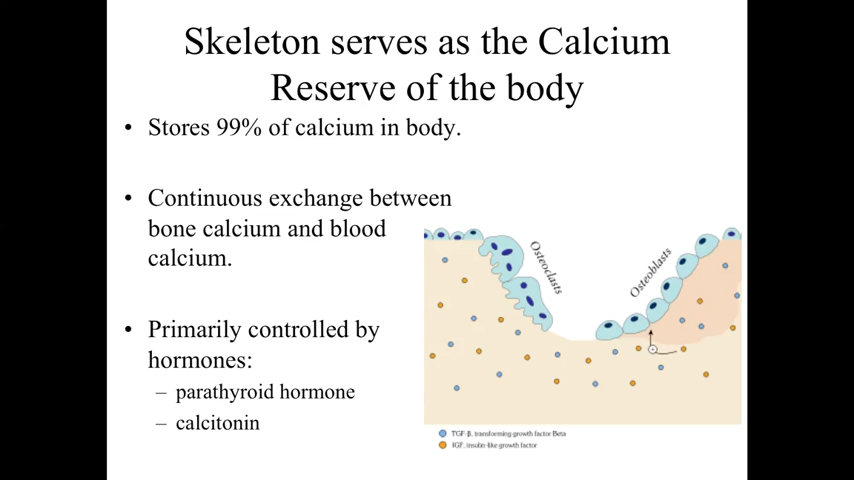 Skeleton serves as the Calcium
Reserve of the body
• Stores 99% of calcium in body.
• Continuous exchange between
bone calcium and blood
calcium.
• Primarily controlled by
hormones:
– parathyroid hormone
– calcitonin
Osteoclasts
Osteoblasts
+
TGF-β, transforming growth factor Beta
IGF, insulin-like growth factor